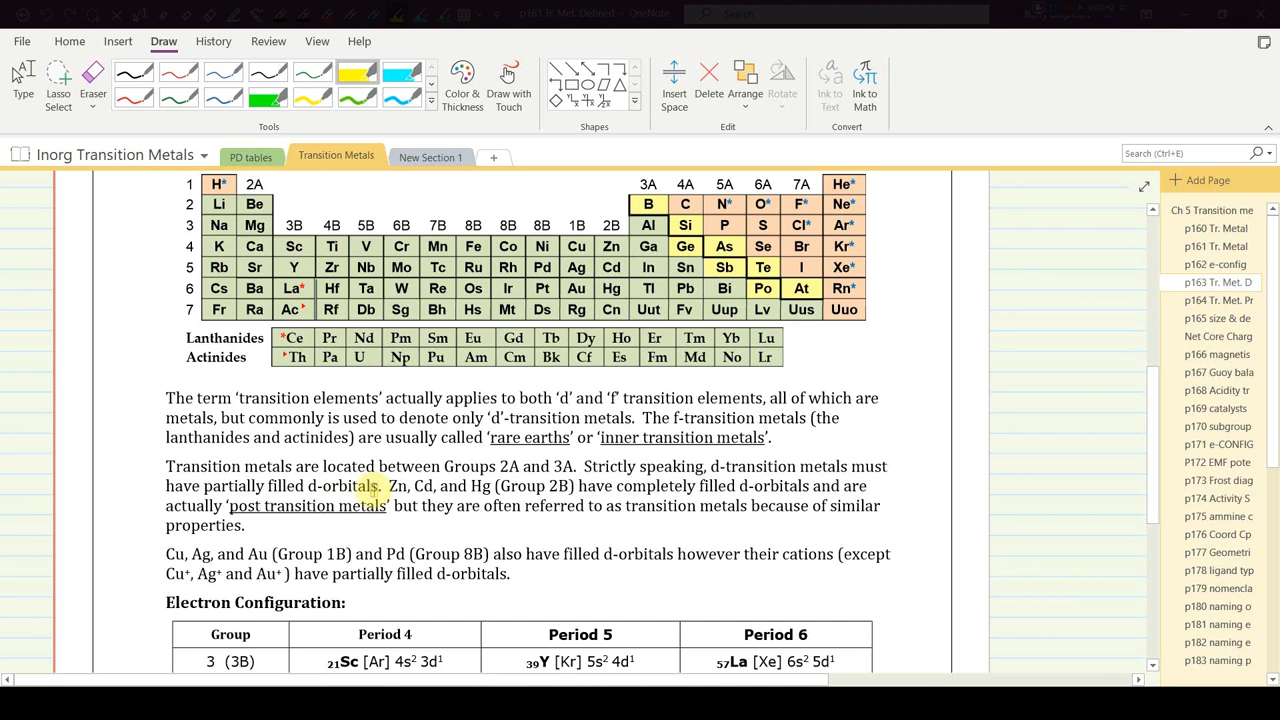 p163 Tr. Met. Defined - OneNote
Search
File Home Insert Draw History Review View Help
Type
Lasso Select
Eraser
Color & Thickness
Draw with Touch
Insert Space
Delete
Arrange
Rotate
Ink to Text
Ink to Math
Tools
Shapes
Edit
Convert
Inorg Transition Metals
PD tables
Transition Metals
New Section 1
Search (Ctrl+E)
Add Page
1 H* 2A 3A 4A 5A 6A 7A He*
2 Li Be B C N* O* F* Ne*
3 Na Mg 3B 4B 5B 6B 7B 8B 8B 8B 1B 2B Al Si P S Cl* Ar*
4 K Ca Sc Ti V Cr Mn Fe Co Ni Cu Zn Ga Ge As Se Br Kr*
5 Rb Sr Y Zr Nb Mo Tc Ru Rh Pd Ag Cd In Sn Sb Te I Xe*
6 Cs Ba La* Hf Ta W Re Os Ir Pt Au Hg Tl Pb Bi Po At Rn*
7 Fr Ra Ac‣ Rf Db Sg Bh Hs Mt Ds Rg Cn Uut Fv Uup Lv Uus Uuo
Lanthanides *Ce Pr Nd Pm Sm Eu Gd Tb Dy Ho Er Tm Yb Lu
Actinides ‣Th Pa U Np Pu Am Cm Bk Cf Es Fm Md No Lr
The term ‘transition elements’ actually applies to both ‘d’ and ‘f’ transition elements, all of which are
metals, but commonly is used to denote only ‘d’-transition metals. The f-transition metals (the
lanthanides and actinides) are usually called ‘rare earths’ or ‘inner transition metals’.
Transition metals are located between Groups 2A and 3A. Strictly speaking, d-transition metals must
have partially filled d-orbitals. Zn, Cd, and Hg (Group 2B) have completely filled d-orbitals and are
actually ‘post transition metals’ but they are often referred to as transition metals because of similar
properties.
Cu, Ag, and Au (Group 1B) and Pd (Group 8B) also have filled d-orbitals however their cations (except
Cu⁺, Ag⁺ and Au⁺) have partially filled d-orbitals.
Electron Configuration:
Group Period 4 Period 5 Period 6
3 (3B) ₂₁Sc [Ar] 4s² 3d¹ ₃₉Y [Kr] 5s² 4d¹ ₅₇La [Xe] 6s² 5d¹
Ch 5 Transition me
p160 Tr. Metal
p161 Tr. Metal
p162 e-config
p163 Tr. Met. D
p164 Tr. Met. Pr
p165 size & de
Net Core Charg
p166 magnetis
p167 Guoy bala
p168 Acidity tr
p169 catalysts
p170 subgroup
p171 e-CONFIG
P172 EMF pote
p173 Frost diag
p174 Activity S
p175 ammine c
p176 Coord Cp
p177 Geometri
p178 ligand typ
p179 nomencla
p180 naming o
p181 naming e
p182 naming e
p183 naming p